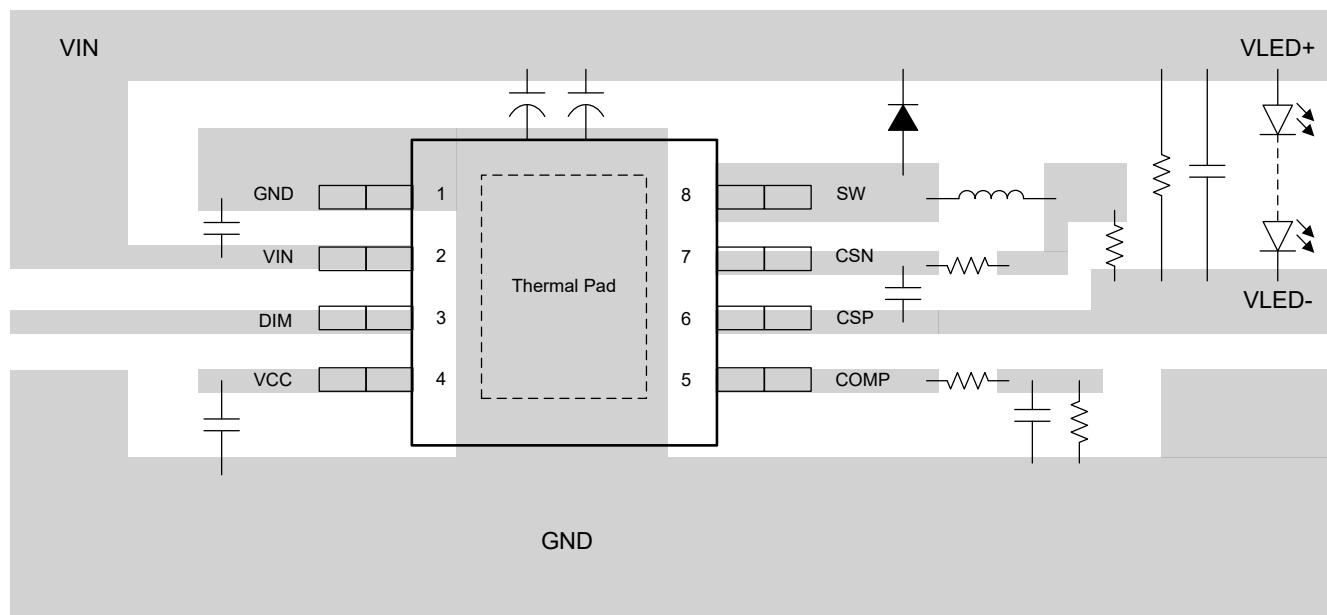 VIN
VLED+
GND
1
8
SW
VIN
2
7
CSN
Thermal Pad
VLED-
DIM
3
6
CSP
VCC
4
5
COMP
GND